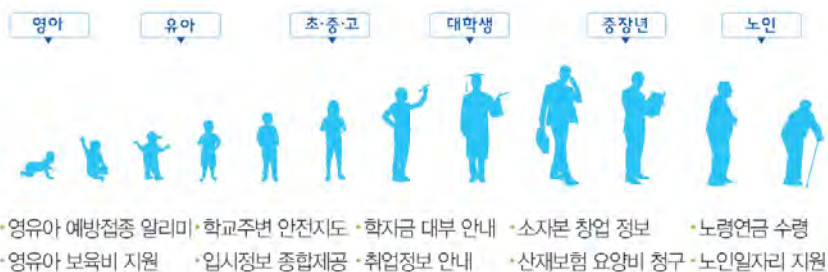 영아 유아 초·중·고 대학생 중장년 노인
•영유아 예방접종 알리미 •학교주변 안전지도 •학자금 대부 안내 •소자본 창업 정보 •노령연금 수령
•영유아 보육비 지원 •입시정보 종합제공 •취업정보 안내 •산재보험 요양비 청구 •노인일자리 지원